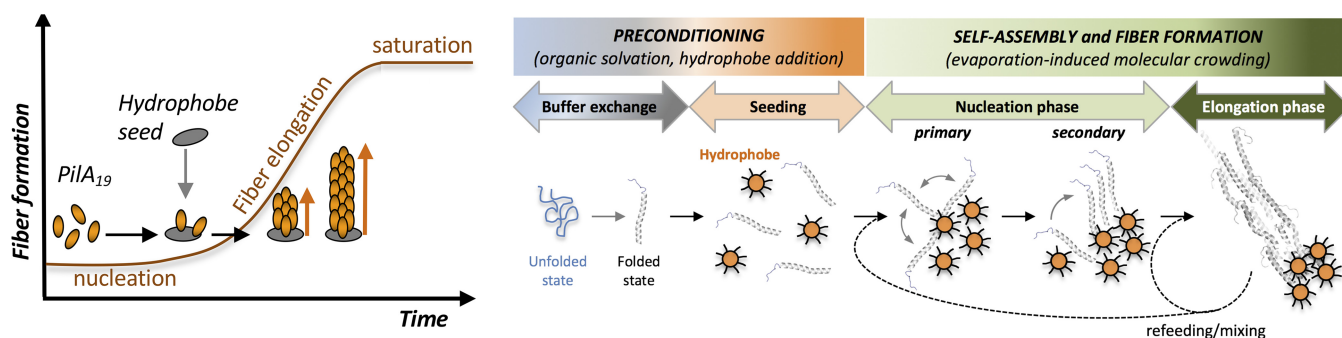 Fiber formation
saturation
Hydrophobe
seed
Fiber elongation
PilA19
nucleation
Time
PRECONDITIONING
(organic solvation, hydrophobe addition)
SELF-ASSEMBLY and FIBER FORMATION
(evaporation-induced molecular crowding)
Buffer exchange
Seeding
Nucleation phase
Elongation phase
primary
secondary
Hydrophobe
Unfolded
state
Folded
state
refeeding/mixing